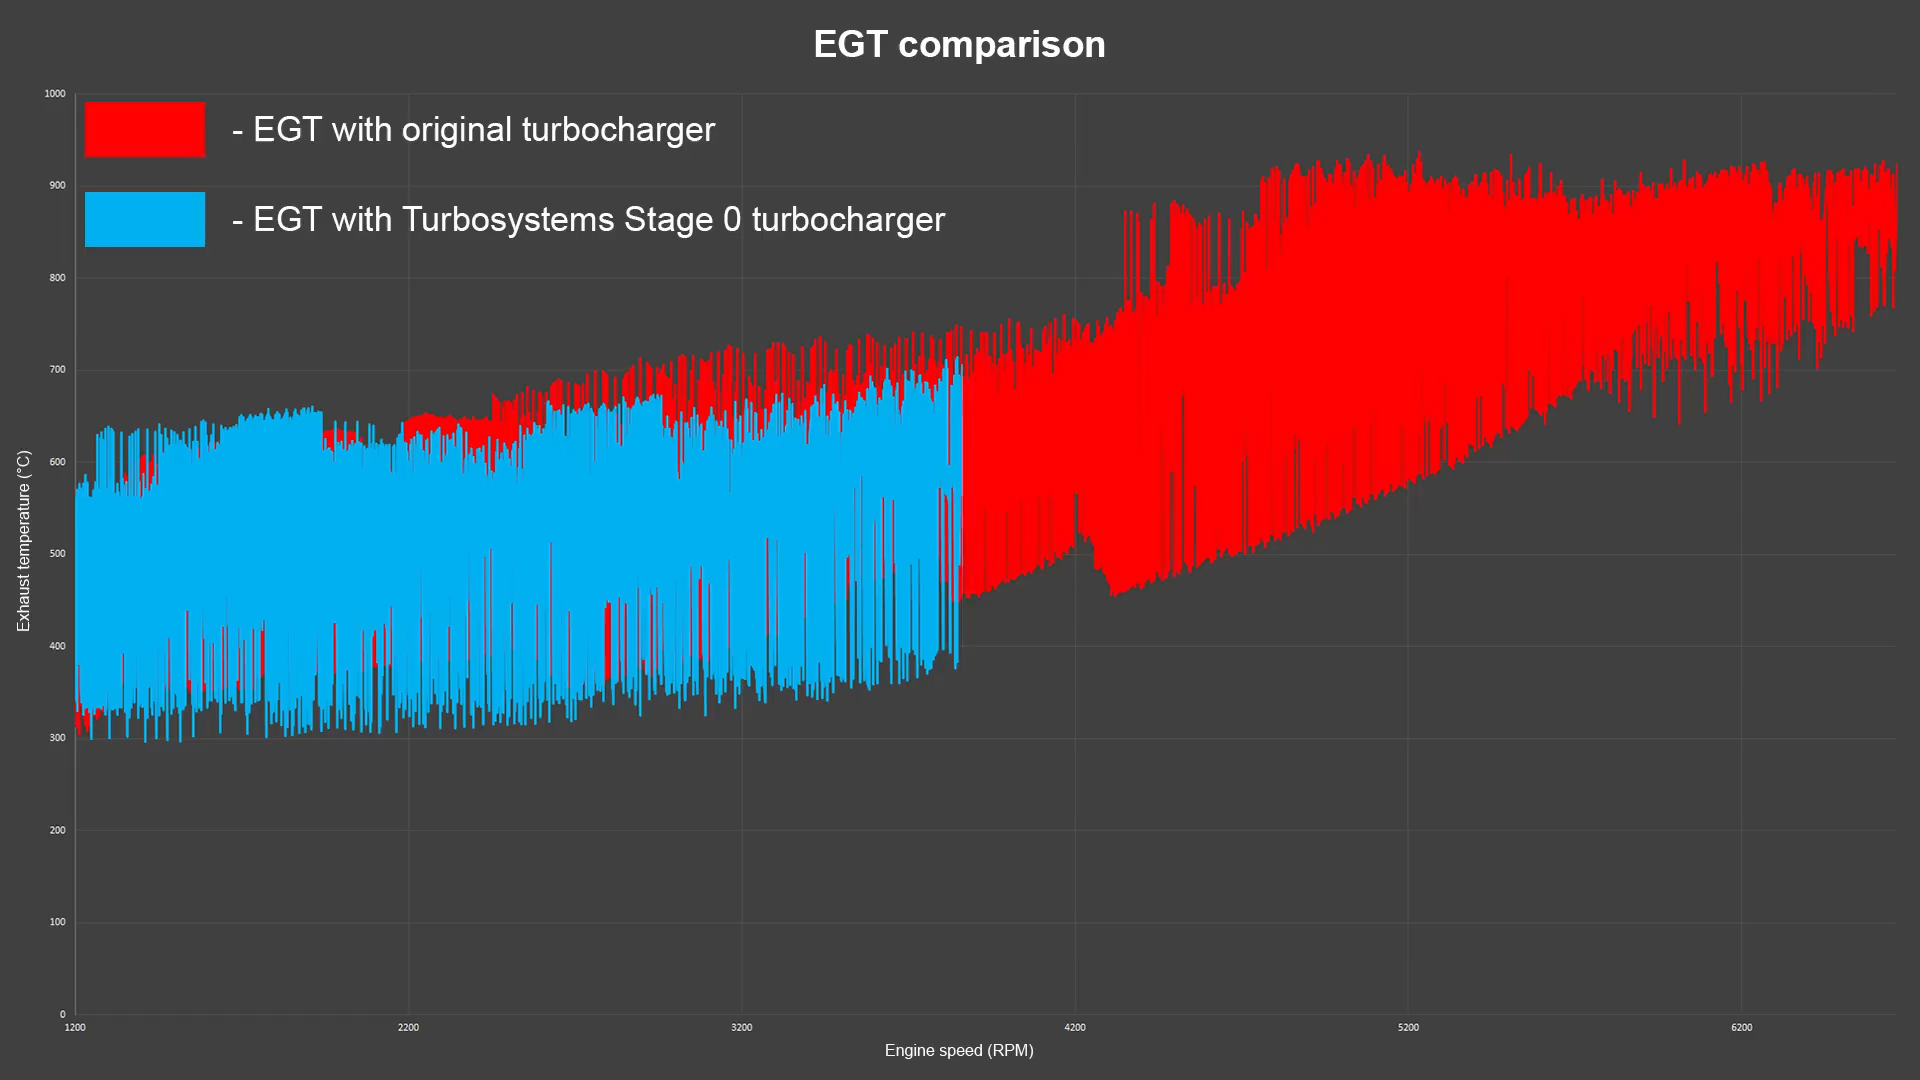 EGT comparison
- EGT with original turbocharger
- EGT with Turbosystems Stage 0 turbocharger
Exhaust temperature (°C)
1000
900
800
700
600
500
400
300
200
100
0
1200 2200 3200 4200 5200 6200
Engine speed (RPM)